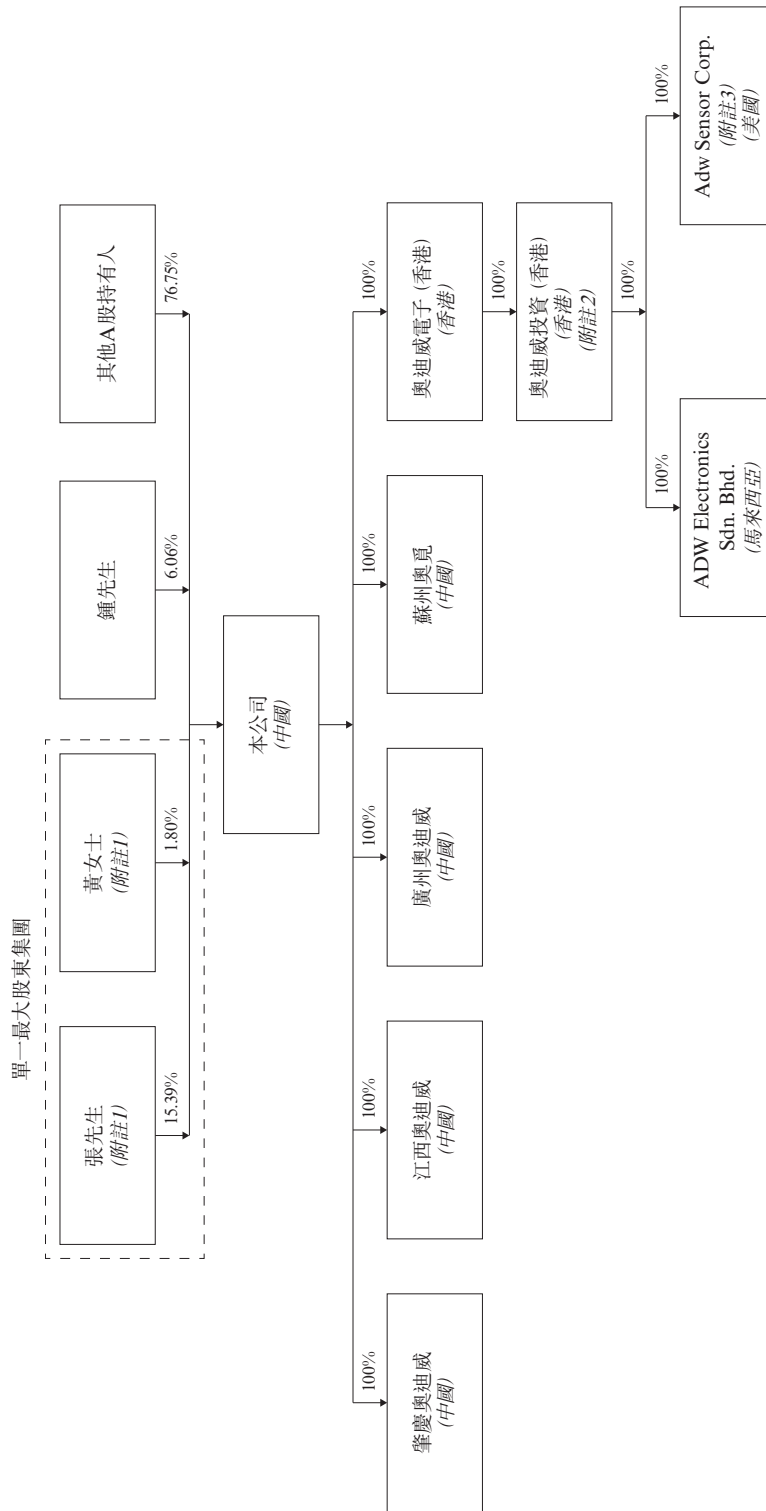 單一最大股東集團
張先生
(附註1)
黃女士
(附註1)
鍾先生
其他A股持有人
15.39%
1.80%
6.06%
76.75%
本公司
(中國)
100%
100%
100%
100%
100%
肇慶奧迪威
(中國)
江西奧迪威
(中國)
廣州奧迪威
(中國)
蘇州奧覓
(中國)
奧迪威電子 (香港)
(香港)
100%
奧迪威投資 (香港)
(香港)
(附註2)
100%
100%
100%
ADW Electronics
Sdn. Bhd.
(馬來西亞)
Adw Sensor Corp.
(附註3)
(美國)